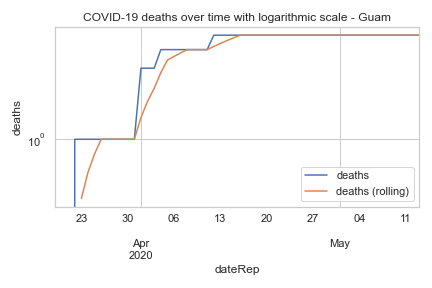 COVID-19 deaths over time with logarithmic scale - Guam
deaths
10⁰
deaths
deaths (rolling)
23 30 06 13 20 27 04 11
Apr May
2020
dateRep